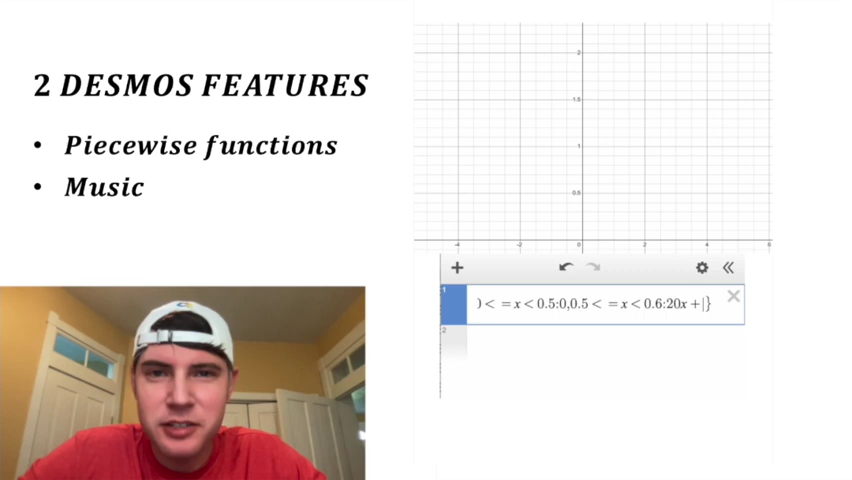 2 DESMOS FEATURES
• Piecewise functions
• Music
2
1.5
1
0.5
-4 -2 0 2 4 6
1
)< =x<0.5:0,0.5< =x<0.6:20x+|}
2